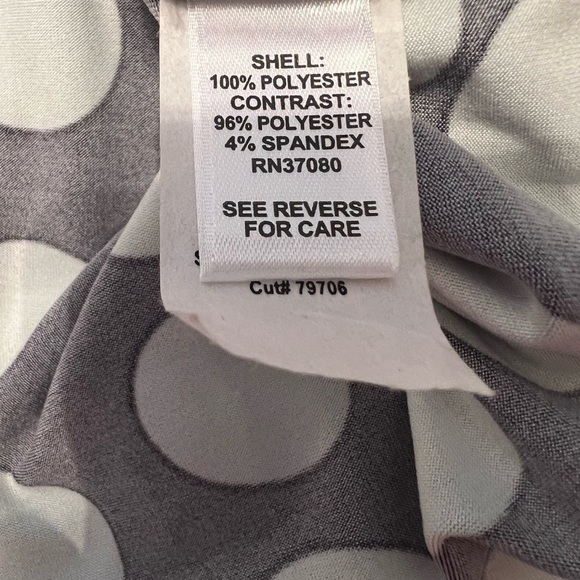 SHELL:
100% POLYESTER
CONTRAST:
96% POLYESTER
4% SPANDEX
RN37080
SEE REVERSE
FOR CARE
Cut# 79706